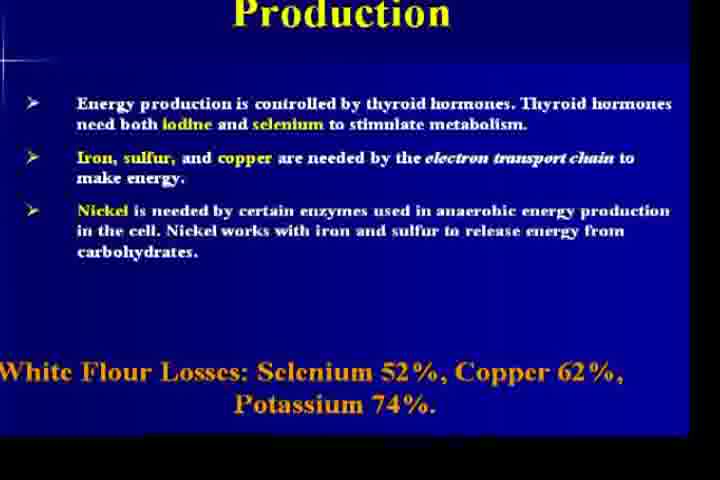 Production
Energy production is controlled by thyroid hormones. Thyroid hormones
need both iodine and selenium to stimulate metabolism.
Iron, sulfur, and copper are needed by the electron transport chain to
make energy.
Nickel is needed by certain enzymes used in anaerobic energy production
in the cell. Nickel works with iron and sulfur to release energy from
carbohydrates.
White Flour Losses: Selenium 52%, Copper 62%,
Potassium 74%.